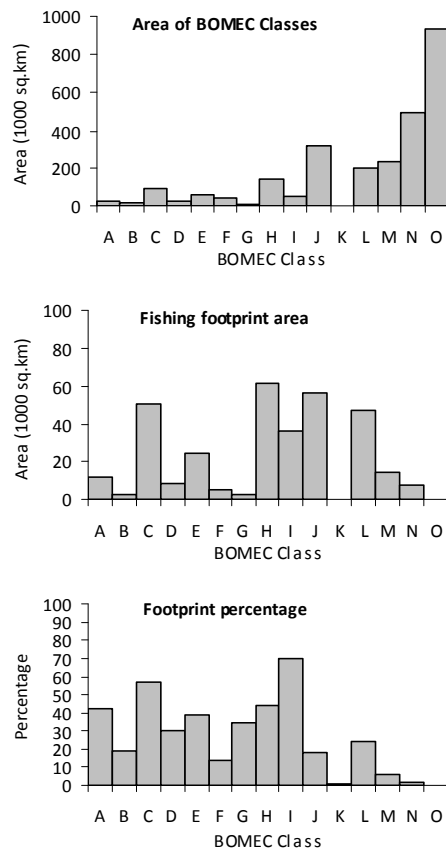 Area of BOMEC Classes
Area (1000 sq.km)
1000
800
600
400
200
0
A B C D E F G H I J K L M N O
BOMEC Class
Fishing footprint area
Area (1000 sq.km)
100
80
60
40
20
0
A B C D E F G H I J K L M N O
BOMEC Class
Footprint percentage
Percentage
100
90
80
70
60
50
40
30
20
10
0
A B C D E F G H I J K L M N O
BOMEC Class